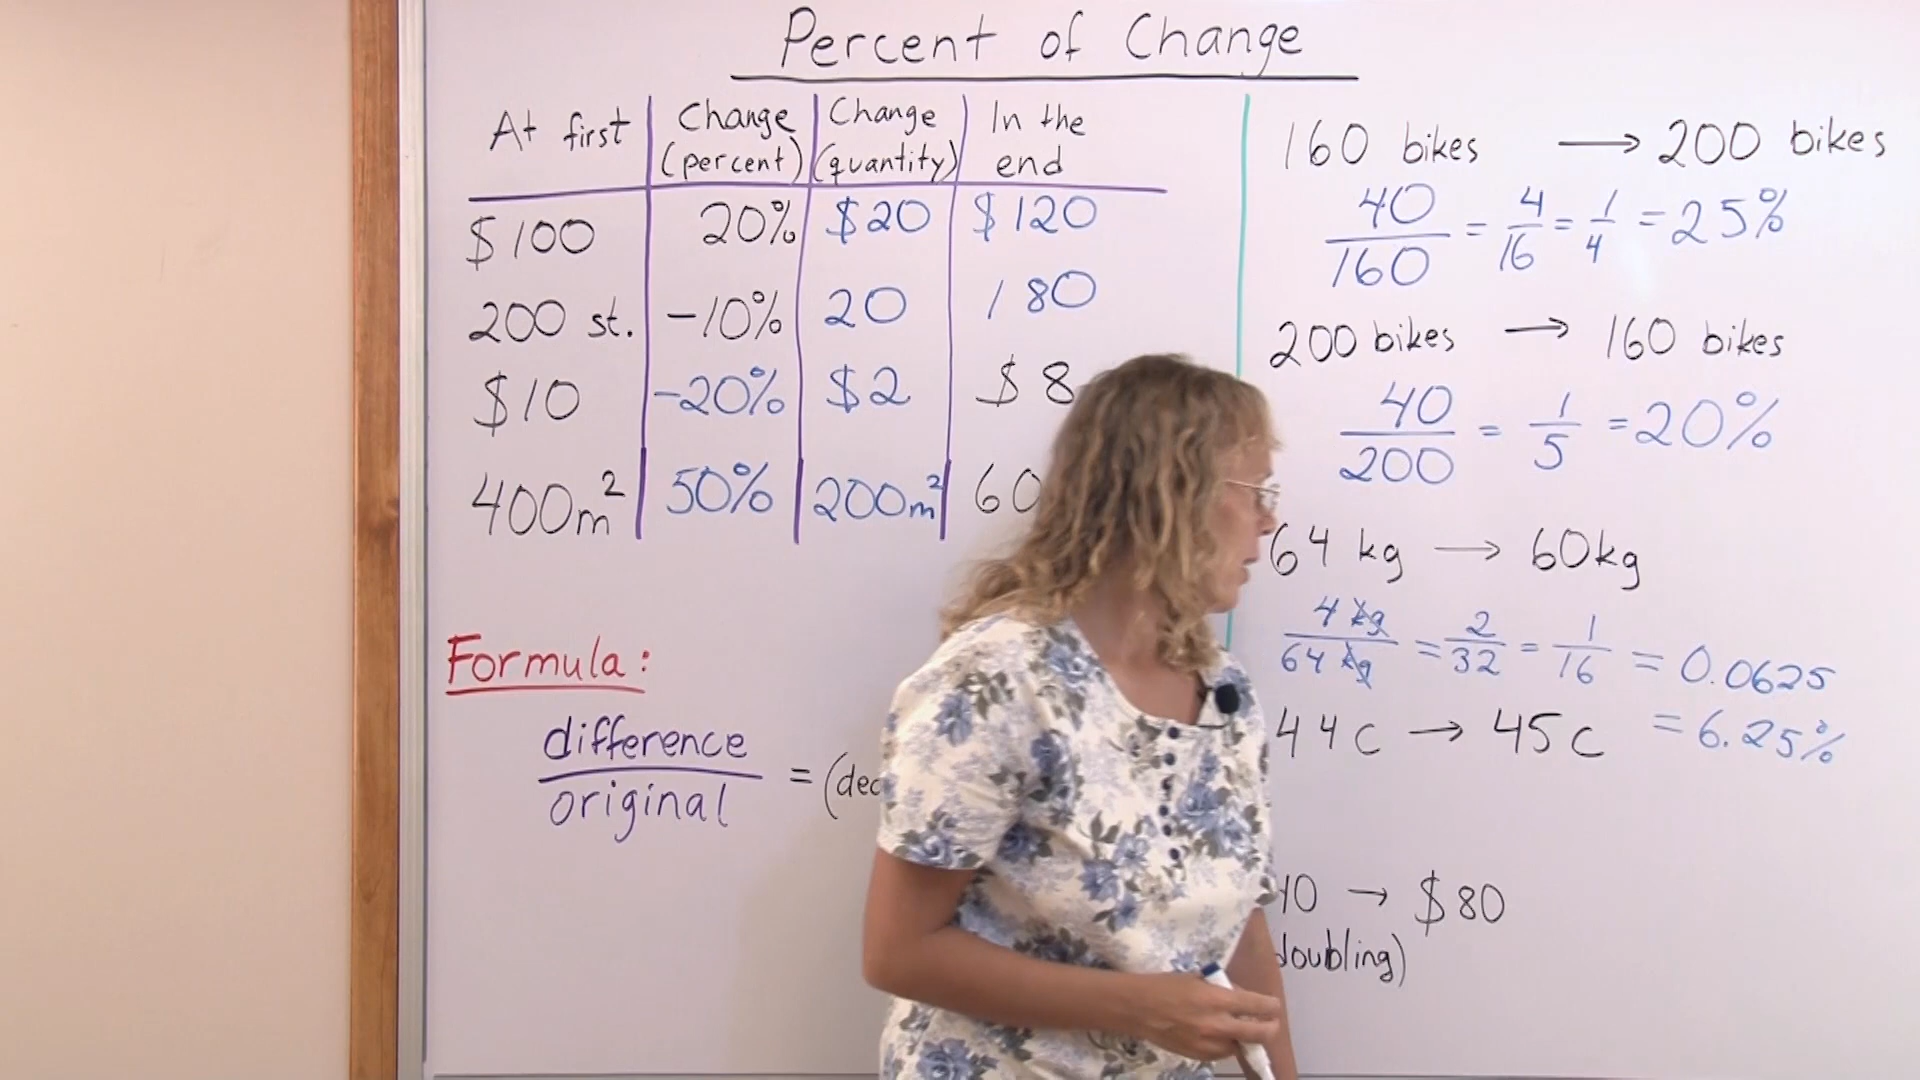 Percent of Change
At first Change (percent) Change (quantity) In the end
$100 20% $20 $120
200 st. -10% 20 180
$10 -20% $2 $8
400m² 50% 200m²
Formula:
difference
original
=
160 bikes → 200 bikes
40/160 = 4/16 = 1/4 = 25%
200 bikes → 160 bikes
40/200 = 1/5 = 20%
64 kg → 60kg
4 kg/64 kg = 2/32 = 1/16 = 0.0625
= 6.25%
44c → 45c
→ $80